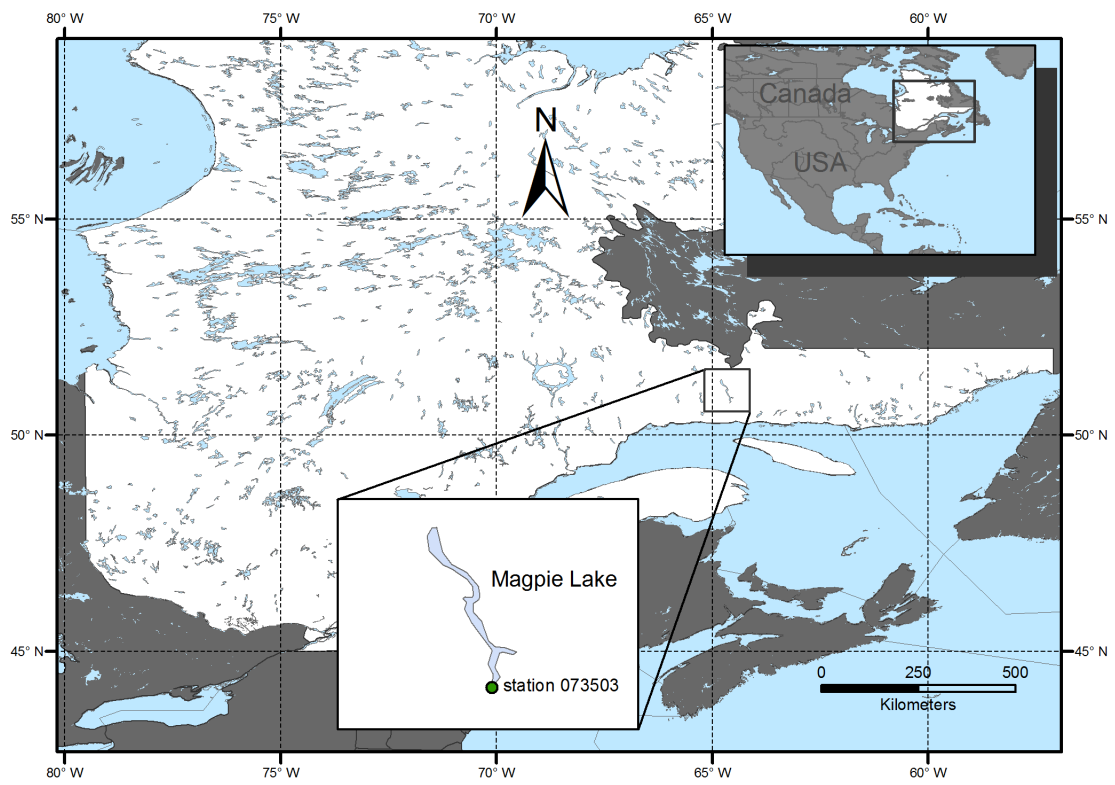 80° W
75° W
70° W
65° W
60° W
N
Canada
USA
55° N
55° N
50° N
50° N
Magpie Lake
station 073503
45° N
45° N
0
250
500
Kilometers
80° W
75° W
70° W
65° W
60° W